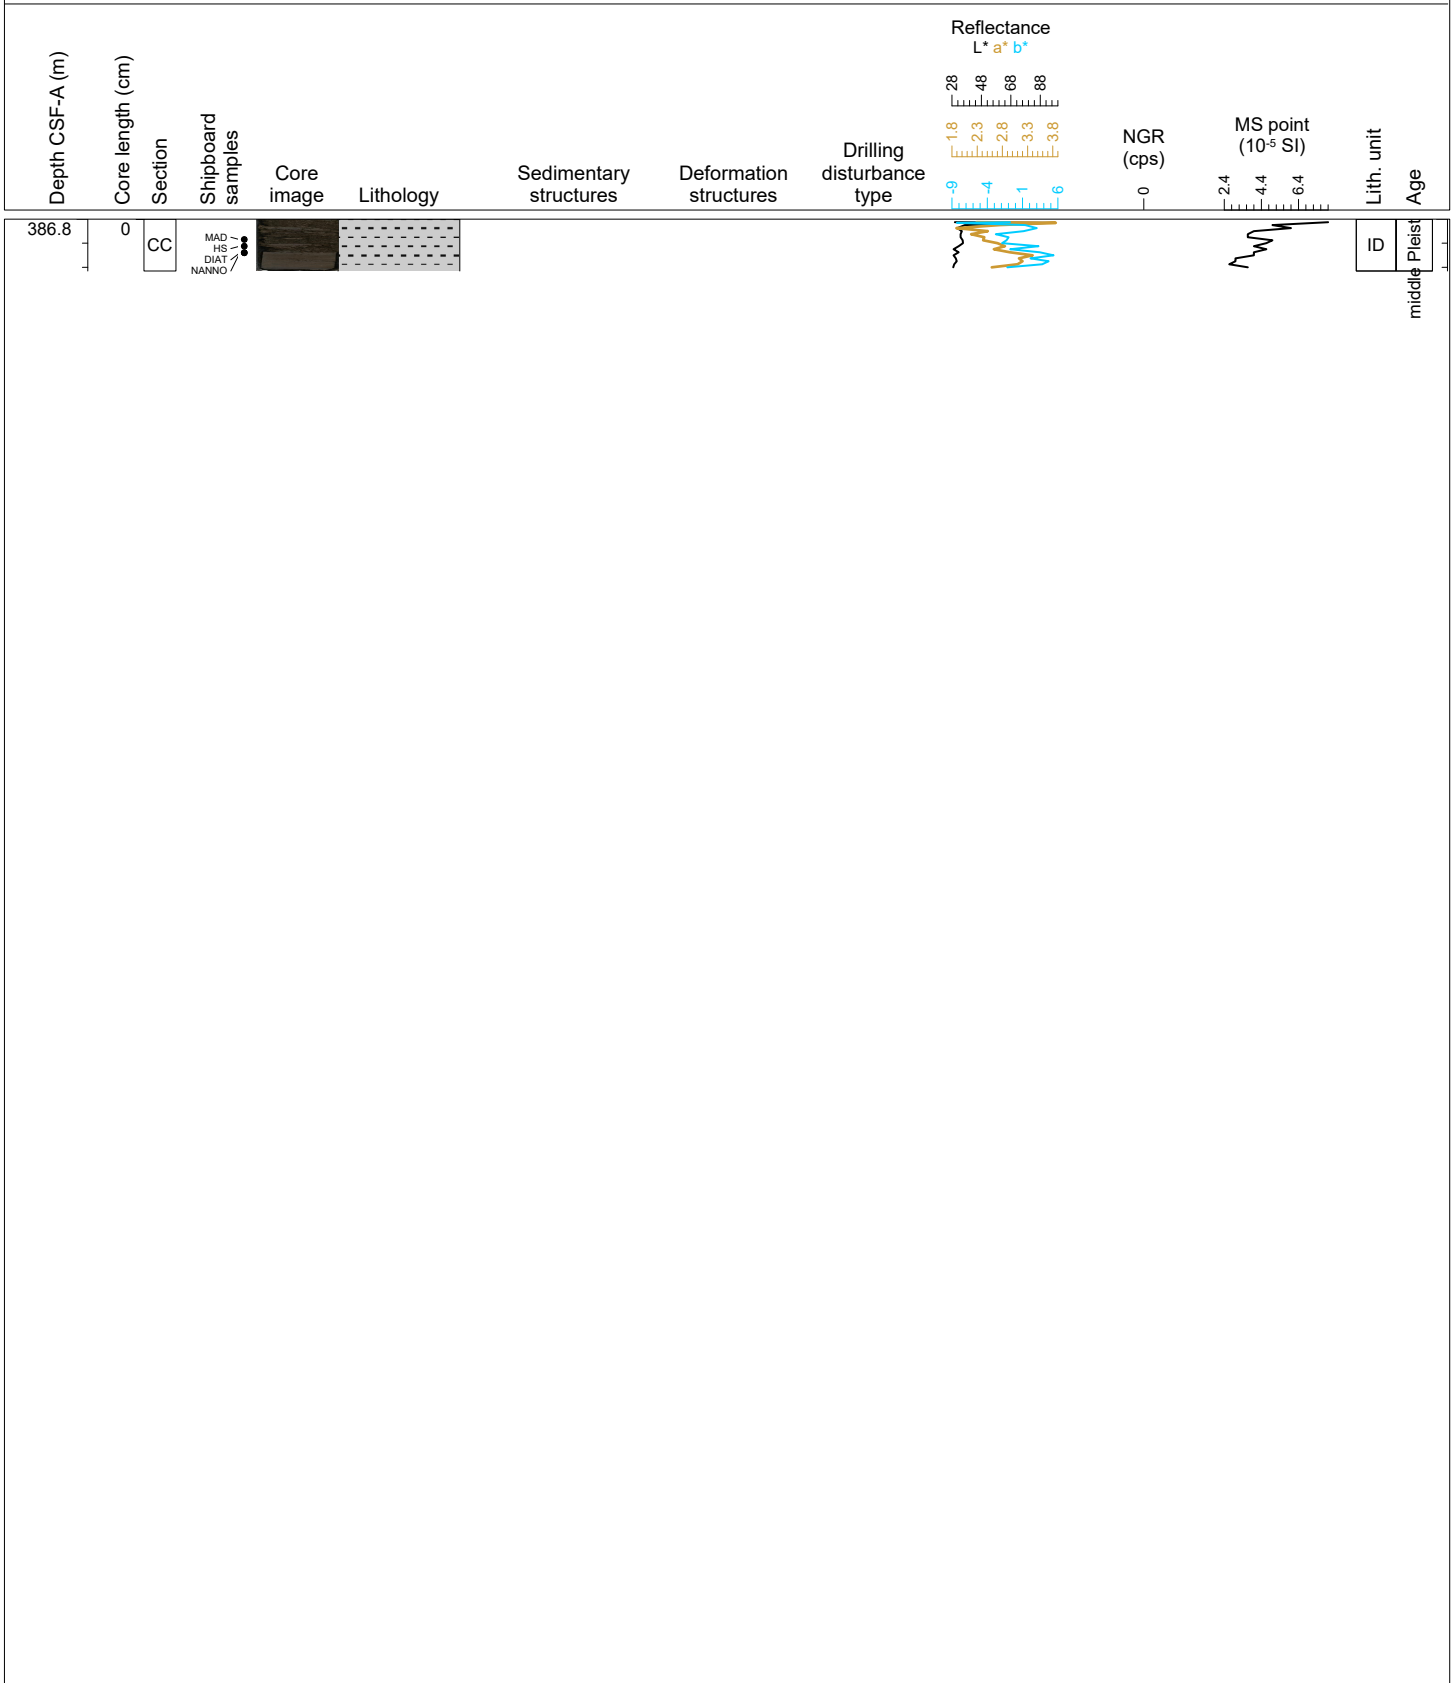 Depth CSF-A (m)
Core length (cm)
Section
Shipboard
samples
Core
image
Lithology
Sedimentary
structures
Deformation
structures
Drilling
disturbance
type
Reflectance
L* a* b*
28 48 68 88
1.8 2.3 2.8 3.3 3.8
-9 -4 1 6
NGR
(cps)
0
MS point
(10-5 SI)
2.4 4.4 6.4
Lith. unit
Age
386.8
0
CC
MAD
HS
DIAT
NANNO
ID
middle Pleist